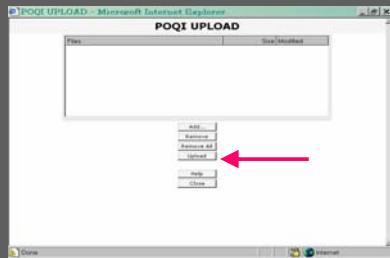 POQI UPLOAD - Microsoft Internet Explorer
POQI UPLOAD
Files Size Modified
Add...
Remove
Remove All
Upload
Help
Close
Done Internet